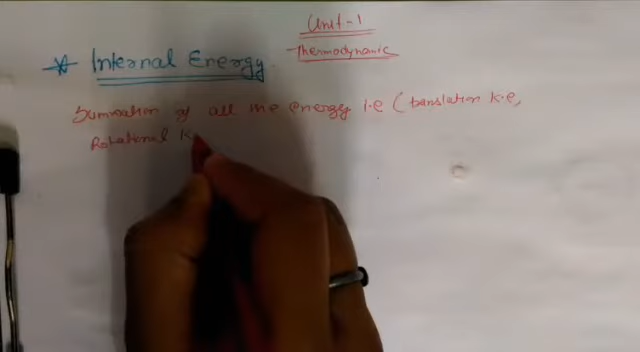 Unit-1
Thermodynamic
Internal Energy
Summation of all the energy i.e (translation k.e,
Rotational K